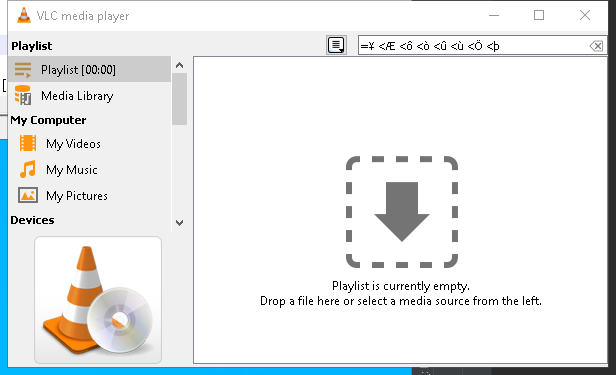 VLC media player
Playlist
=¥ <Æ <ô <ò <û <ù <Ö <þ
Playlist [00:00]
Media Library
My Computer
My Videos
My Music
My Pictures
Devices
Playlist is currently empty.
Drop a file here or select a media source from the left.